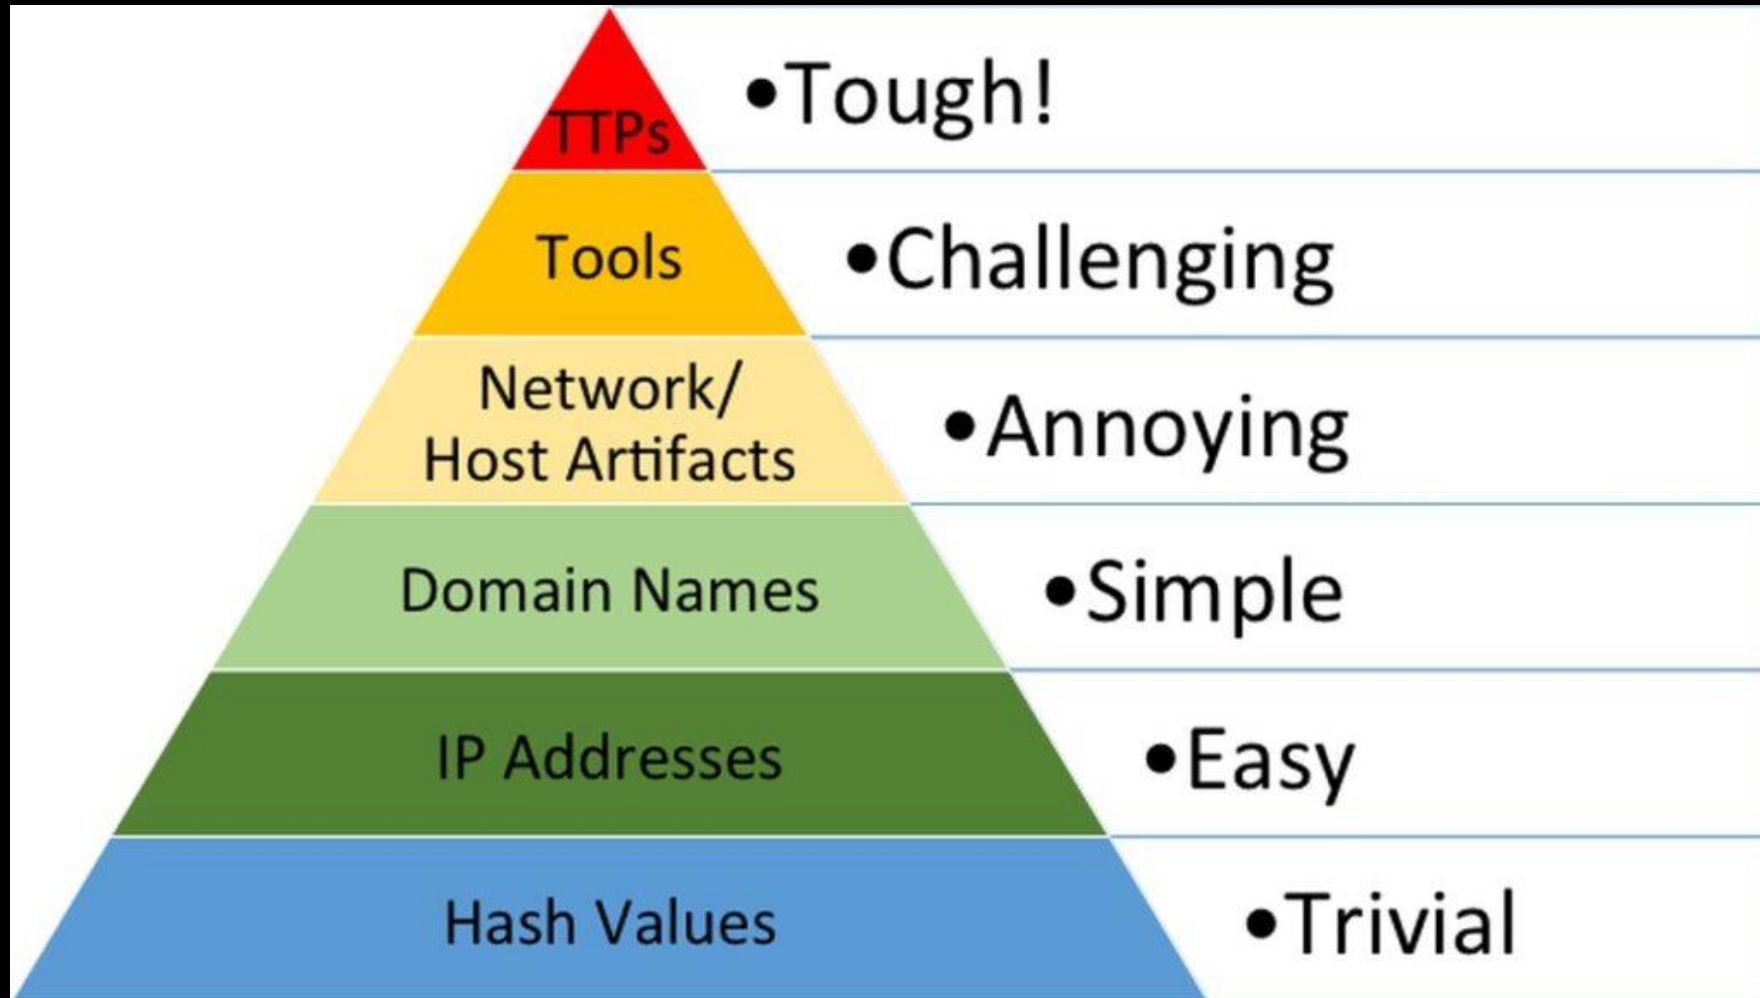 TTPs
•Tough!
Tools
•Challenging
Network/
Host Artifacts
•Annoying
Domain Names
•Simple
IP Addresses
•Easy
Hash Values
•Trivial